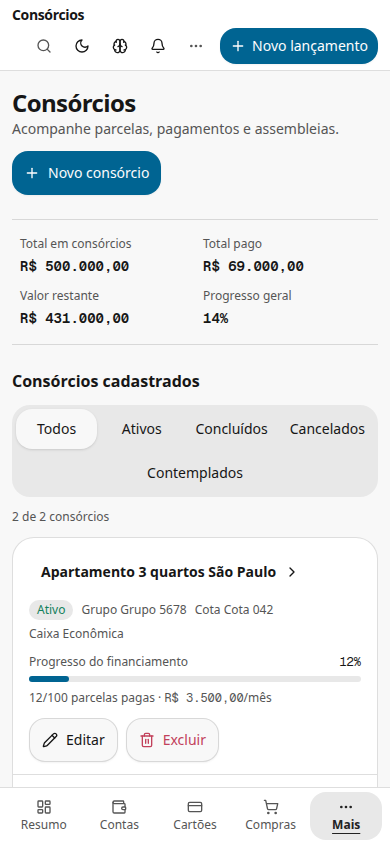 Consórcios
Novo lançamento
Consórcios
Acompanhe parcelas, pagamentos e assembleias.
Novo consórcio
Total em consórcios
R$ 500.000,00
Total pago
R$ 69.000,00
Valor restante
R$ 431.000,00
Progresso geral
14%
Consórcios cadastrados
Todos
Ativos
Concluídos
Cancelados
Contemplados
2 de 2 consórcios
Apartamento 3 quartos São Paulo
Ativo Grupo Grupo 5678 Cota Cota 042
Caixa Econômica
Progresso do financiamento 12%
12/100 parcelas pagas · R$ 3.500,00/mês
Editar
Excluir
Resumo
Contas
Cartões
Compras
Mais